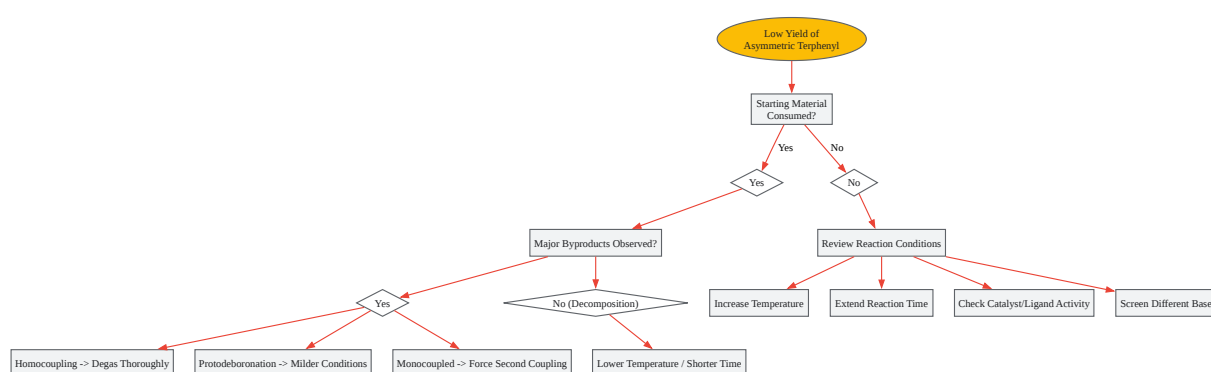 Low Yield of
Asymmetric Terphenyl
Starting Material
Consumed?
Yes
No
Yes
No
Major Byproducts Observed?
Review Reaction Conditions
Yes
No (Decomposition)
Increase Temperature
Extend Reaction Time
Check Catalyst/Ligand Activity
Screen Different Base
Homocoupling -> Degas Thoroughly
Protodeboronation -> Milder Conditions
Monocoupled -> Force Second Coupling
Lower Temperature / Shorter Time